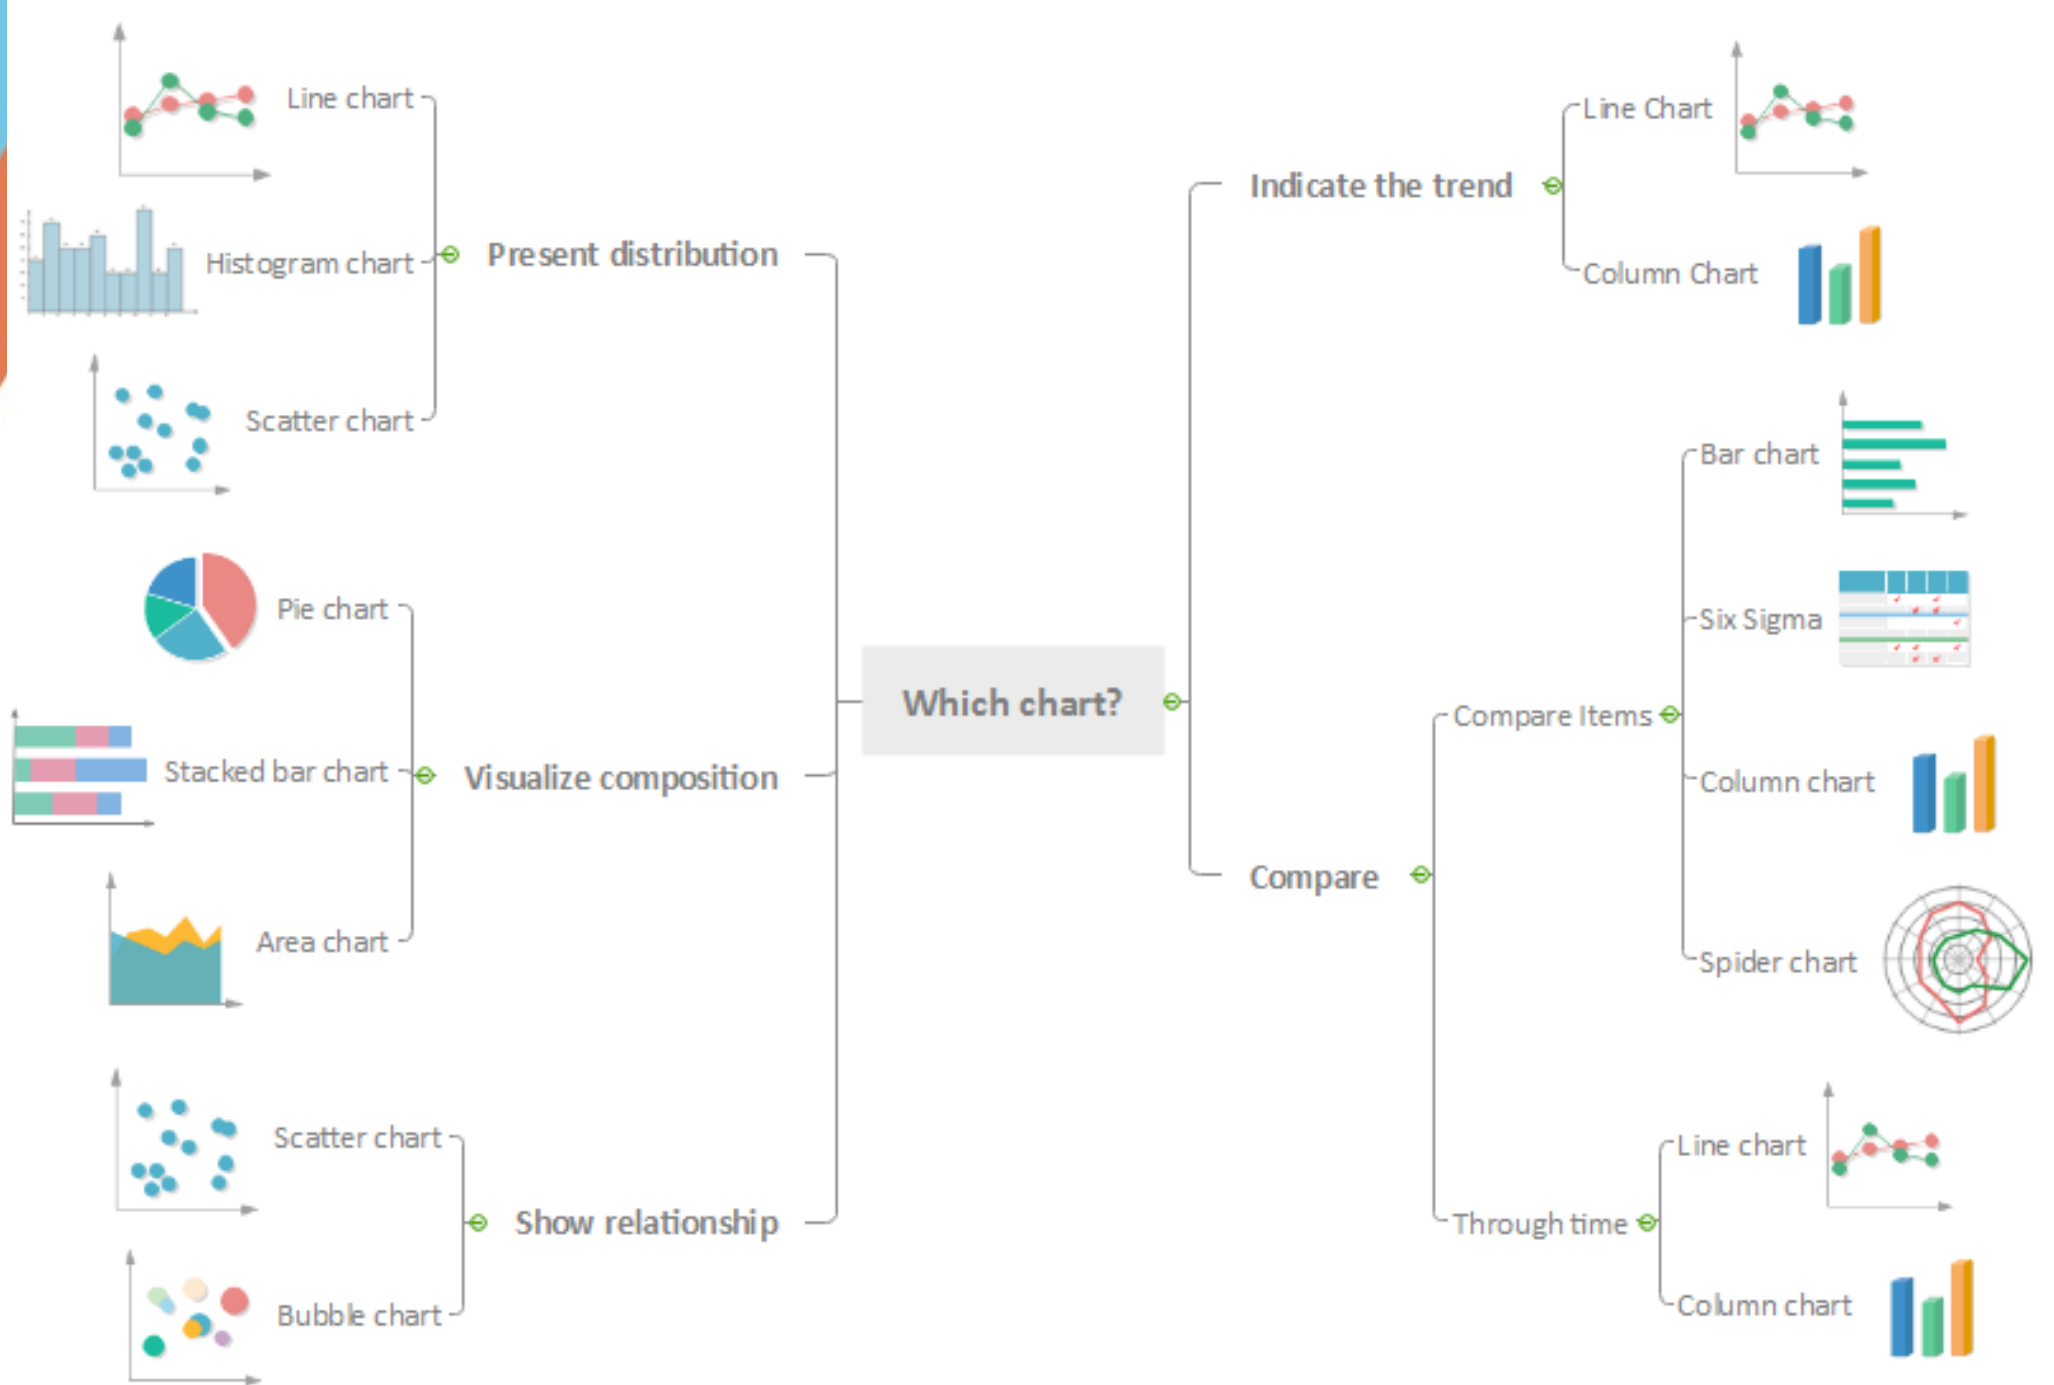 Which chart?
Present distribution
Line chart
Histogram chart
Scatter chart
Visualize composition
Pie chart
Stacked bar chart
Area chart
Show relationship
Scatter chart
Bubble chart
Indicate the trend
Line Chart
Column Chart
Compare
Compare Items
Bar chart
Six Sigma
Column chart
Spider chart
Through time
Line chart
Column chart